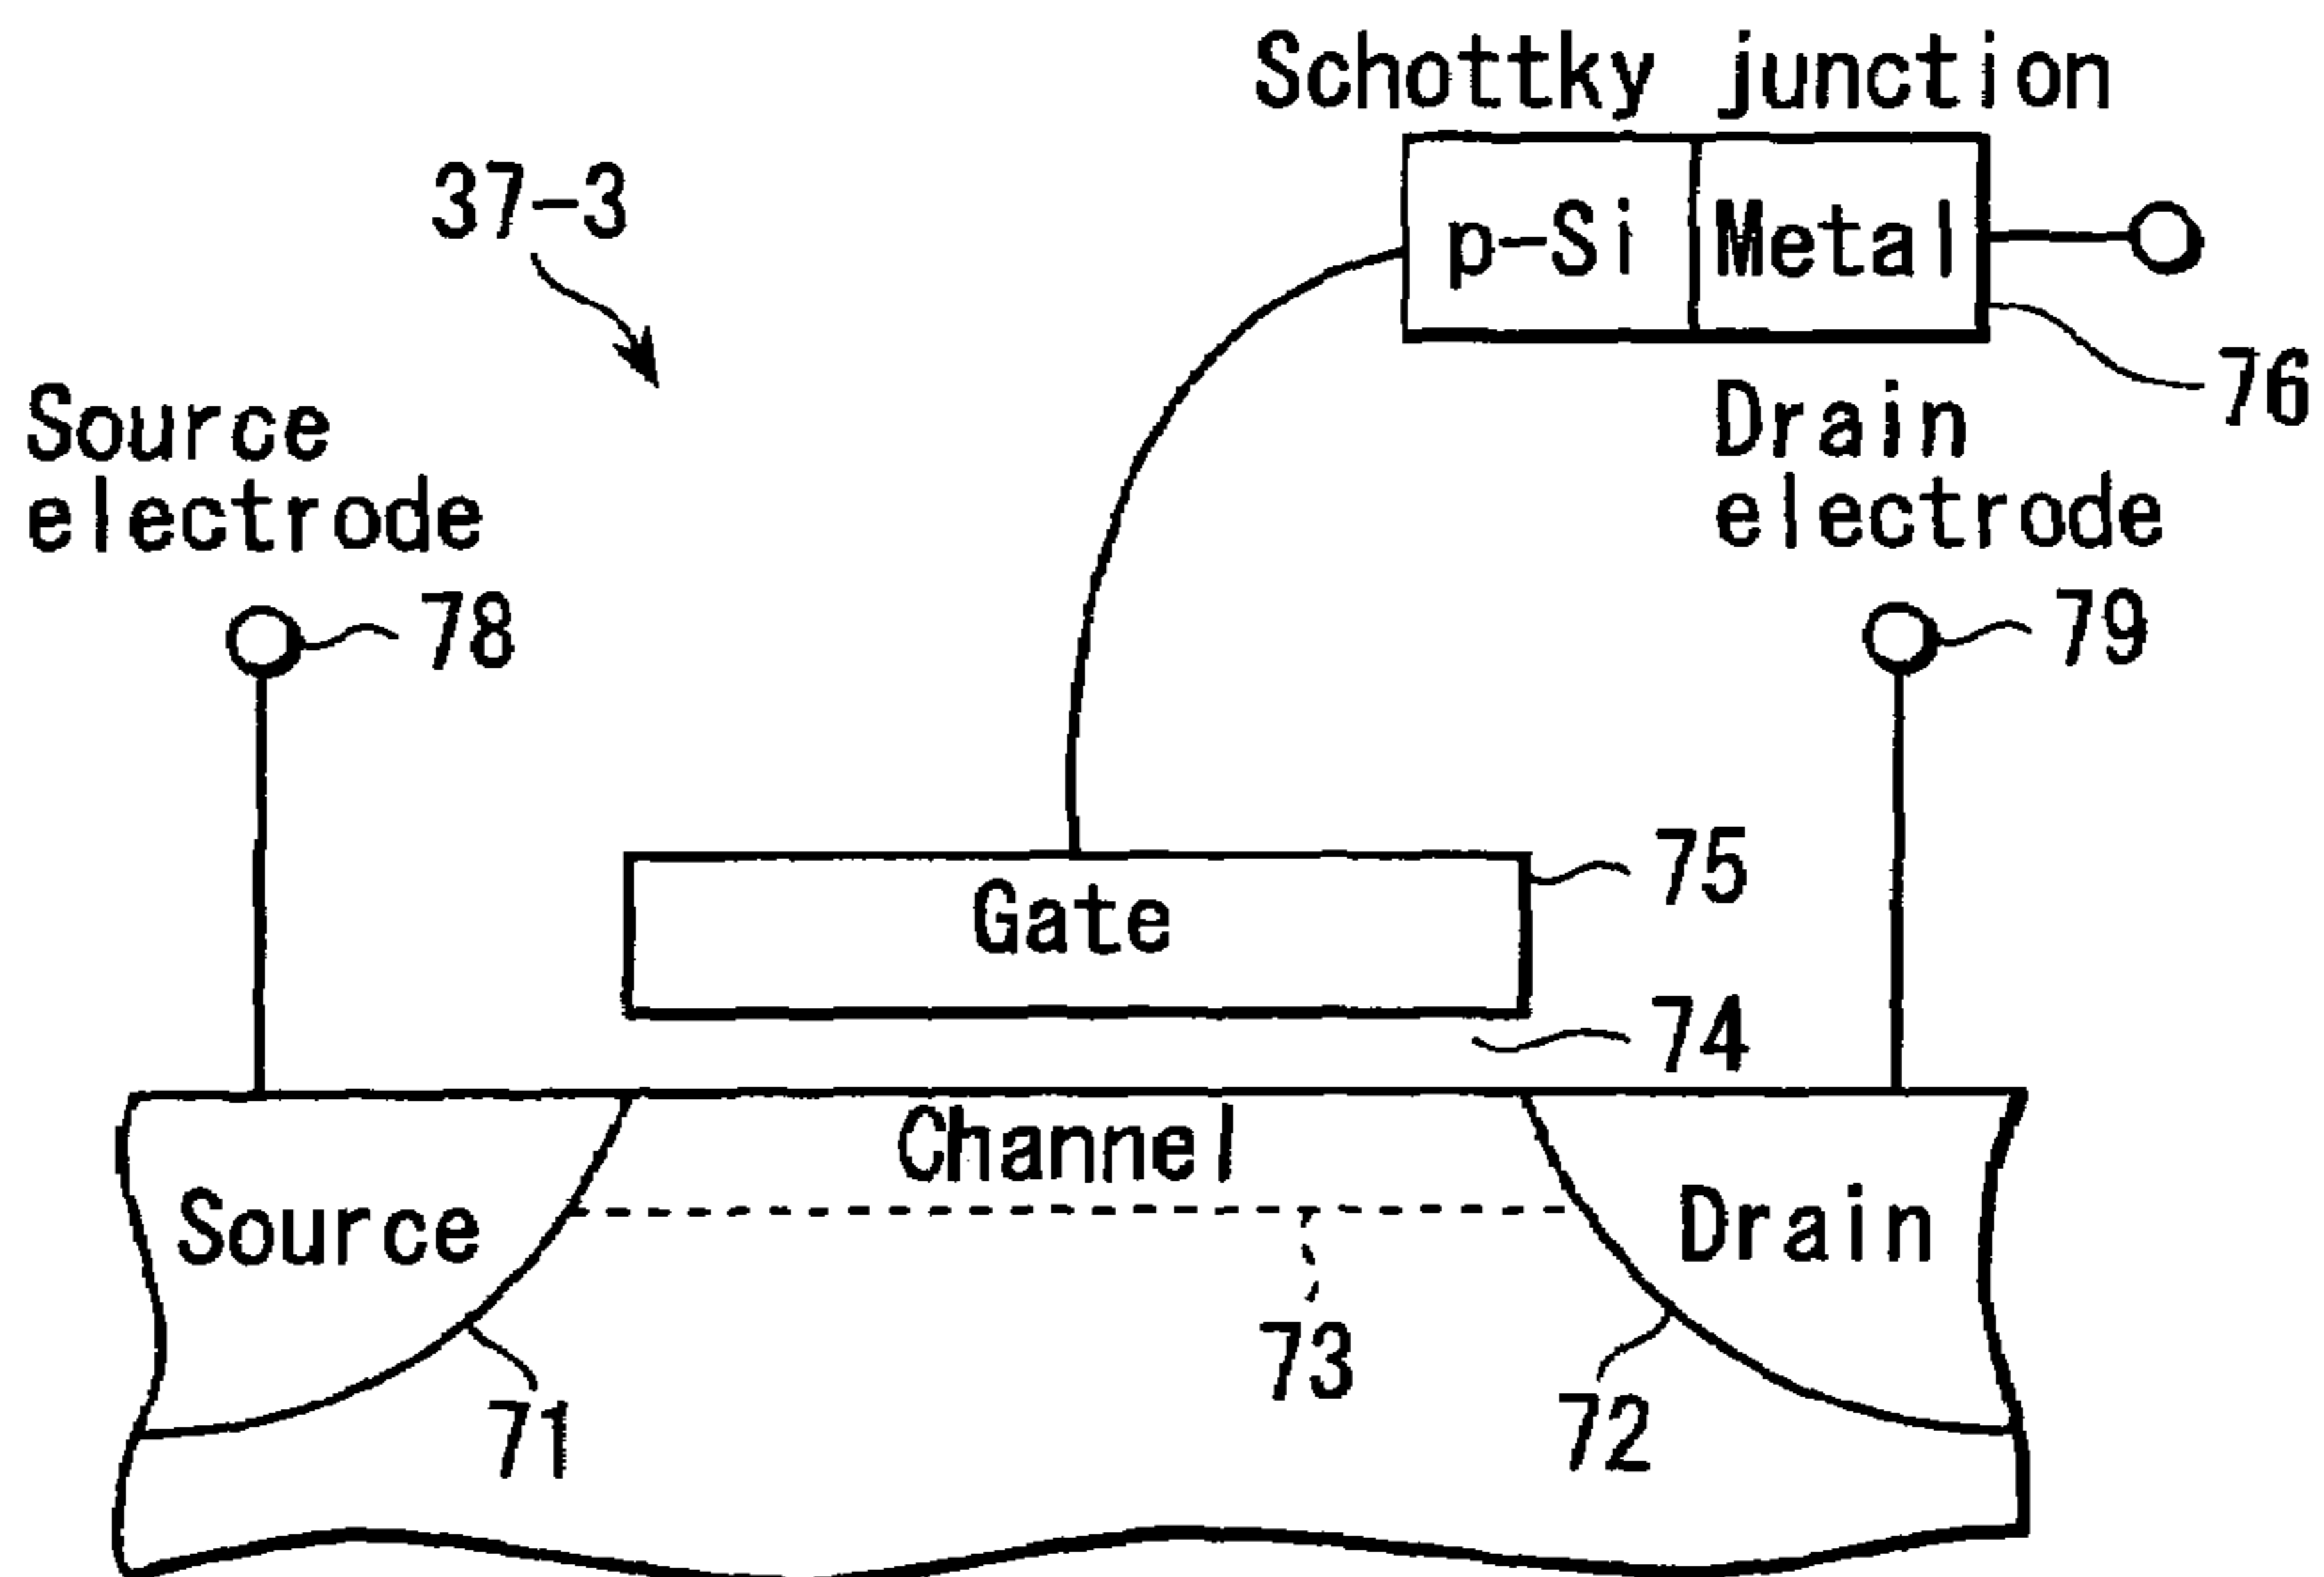 Schottky junction
37-3
p-Si
Metal
76
Source
electrode
Drain
electrode
78
79
75
Gate
74
Channel
Source
Drain
73
71
72